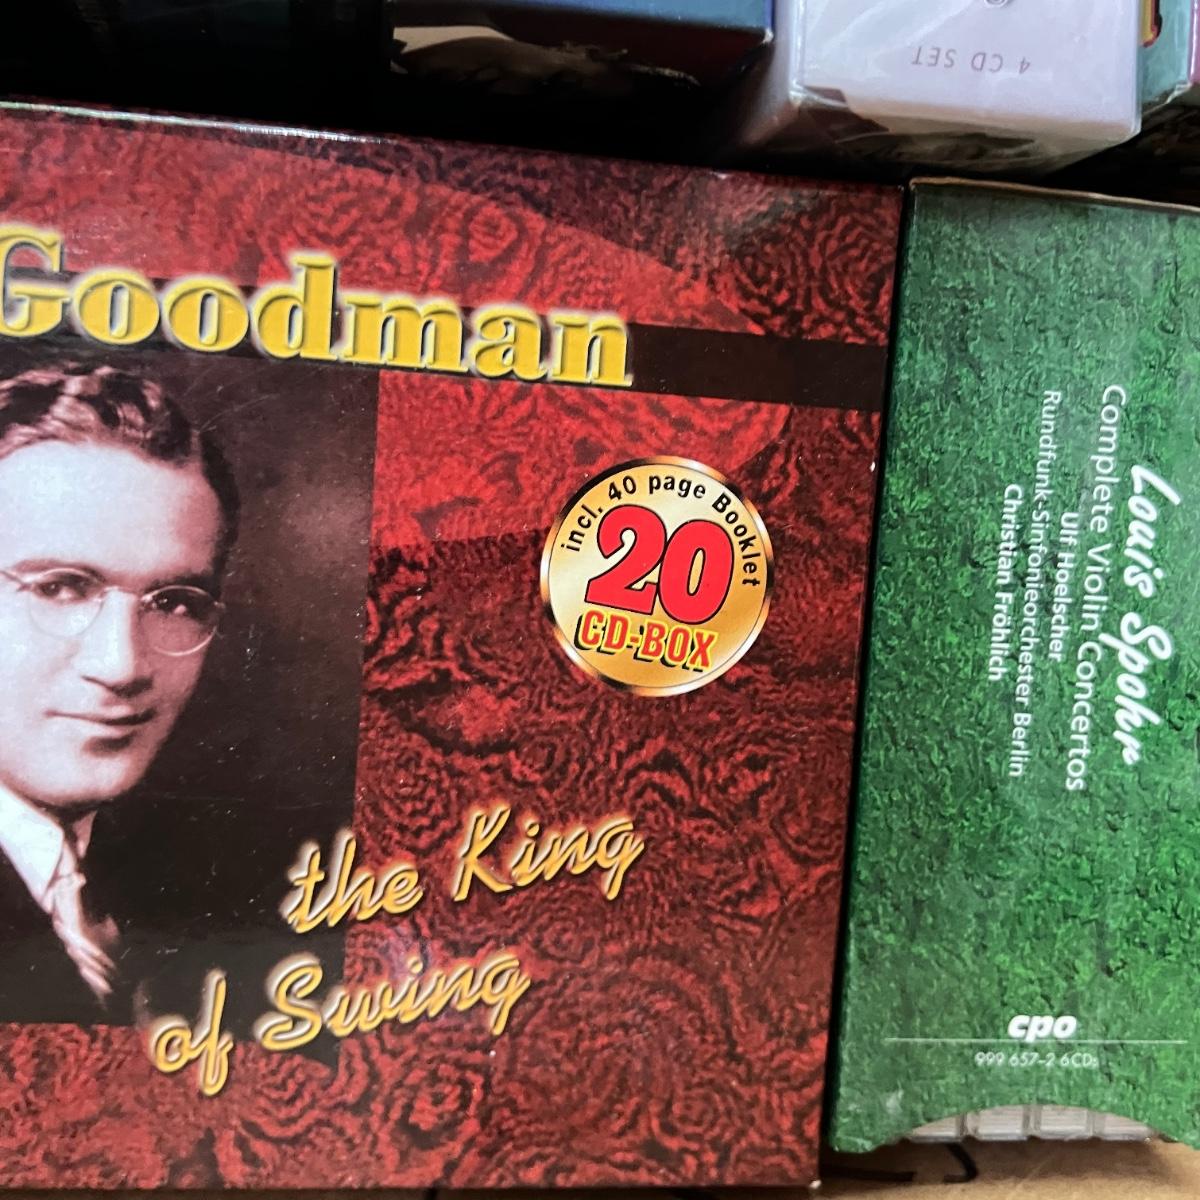 4 CD SET
Goodman
incl. 40 page Booklet
20
CD-BOX
the King
of Swing
Louis Spohr
Complete Violin Concertos
Ulf Hoelscher
Rundfunk-Sinfonieorchester Berlin
Christian Fröhlich
cpo
999 657-2 6CDs